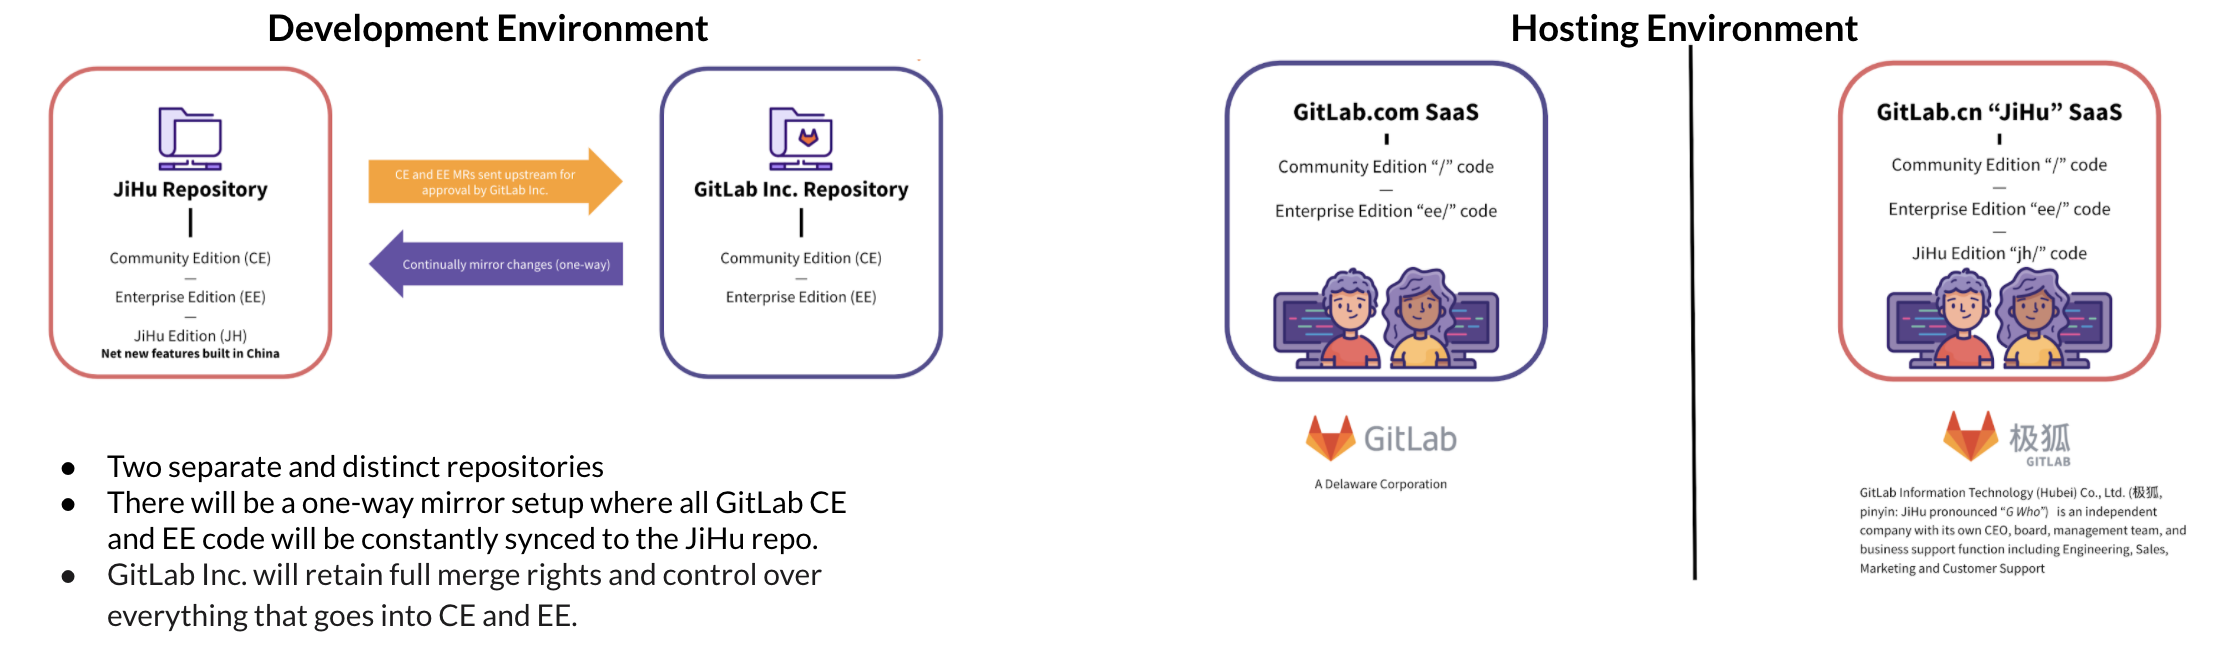 Development Environment
JiHu Repository
Community Edition (CE)
—
Enterprise Edition (EE)
—
JiHu Edition (JH)
Net new features built in China
CE and EE MRs sent upstream for
approval by GitLab Inc.
Continually mirror changes (one-way)
GitLab Inc. Repository
Community Edition (CE)
—
Enterprise Edition (EE)
● Two separate and distinct repositories
● There will be a one-way mirror setup where all GitLab CE
and EE code will be constantly synced to the JiHu repo.
● GitLab Inc. will retain full merge rights and control over
everything that goes into CE and EE.
Hosting Environment
GitLab.com SaaS
Community Edition “/” code
—
Enterprise Edition “ee/” code
GitLab
A Delaware Corporation
GitLab.cn “JiHu” SaaS
Community Edition “/” code
—
Enterprise Edition “ee/” code
—
JiHu Edition “jh/” code
极狐
GITLAB
GitLab Information Technology (Hubei) Co., Ltd. (极狐,
pinyin: JiHu pronounced “G Who”) is an independent
company with its own CEO, board, management team, and
business support function including Engineering, Sales,
Marketing and Customer Support